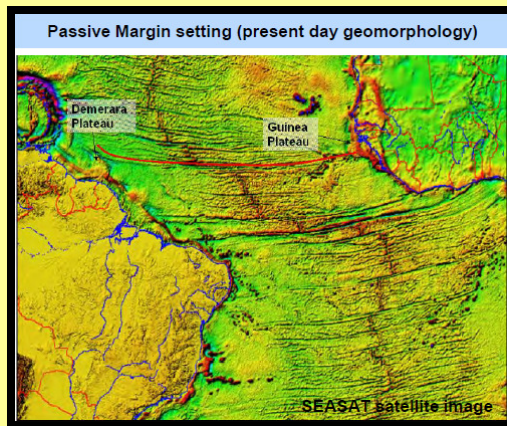 Passive Margin setting (present day geomorphology)
Demerara
Plateau
Guinea
Plateau
SEASAT satellite image